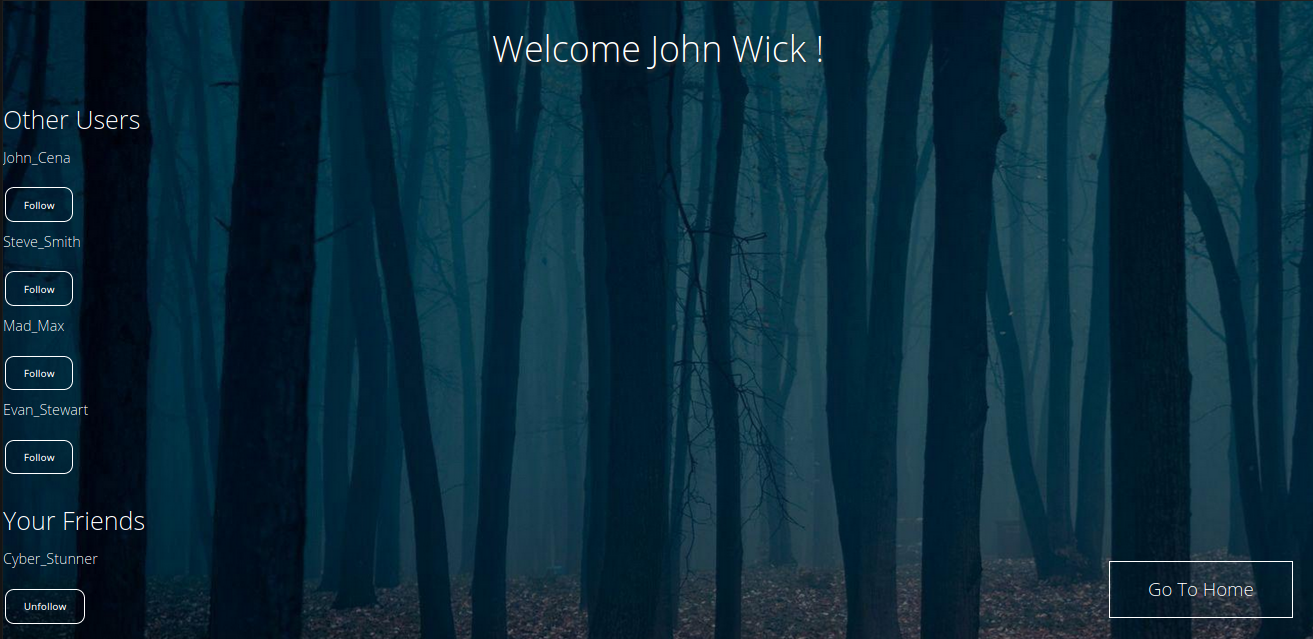 Welcome John Wick !
Other Users
John_Cena
Follow
Steve_Smith
Follow
Mad_Max
Follow
Evan_Stewart
Follow
Your Friends
Cyber_Stunner
Unfollow
Go To Home